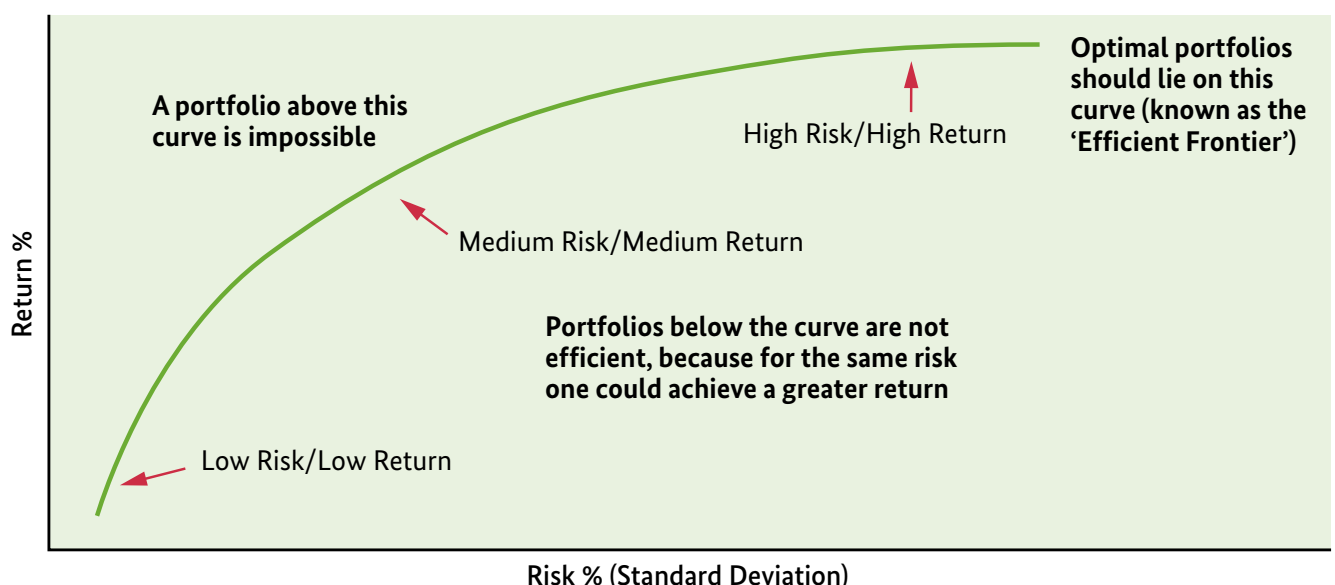 Optimal portfolios
should lie on this
curve (known as the
‘Efficient Frontier’)
A portfolio above this
curve is impossible
High Risk/High Return
Medium Risk/Medium Return
Return %
Portfolios below the curve are not
efficient, because for the same risk
one could achieve a greater return
Low Risk/Low Return
Risk % (Standard Deviation)